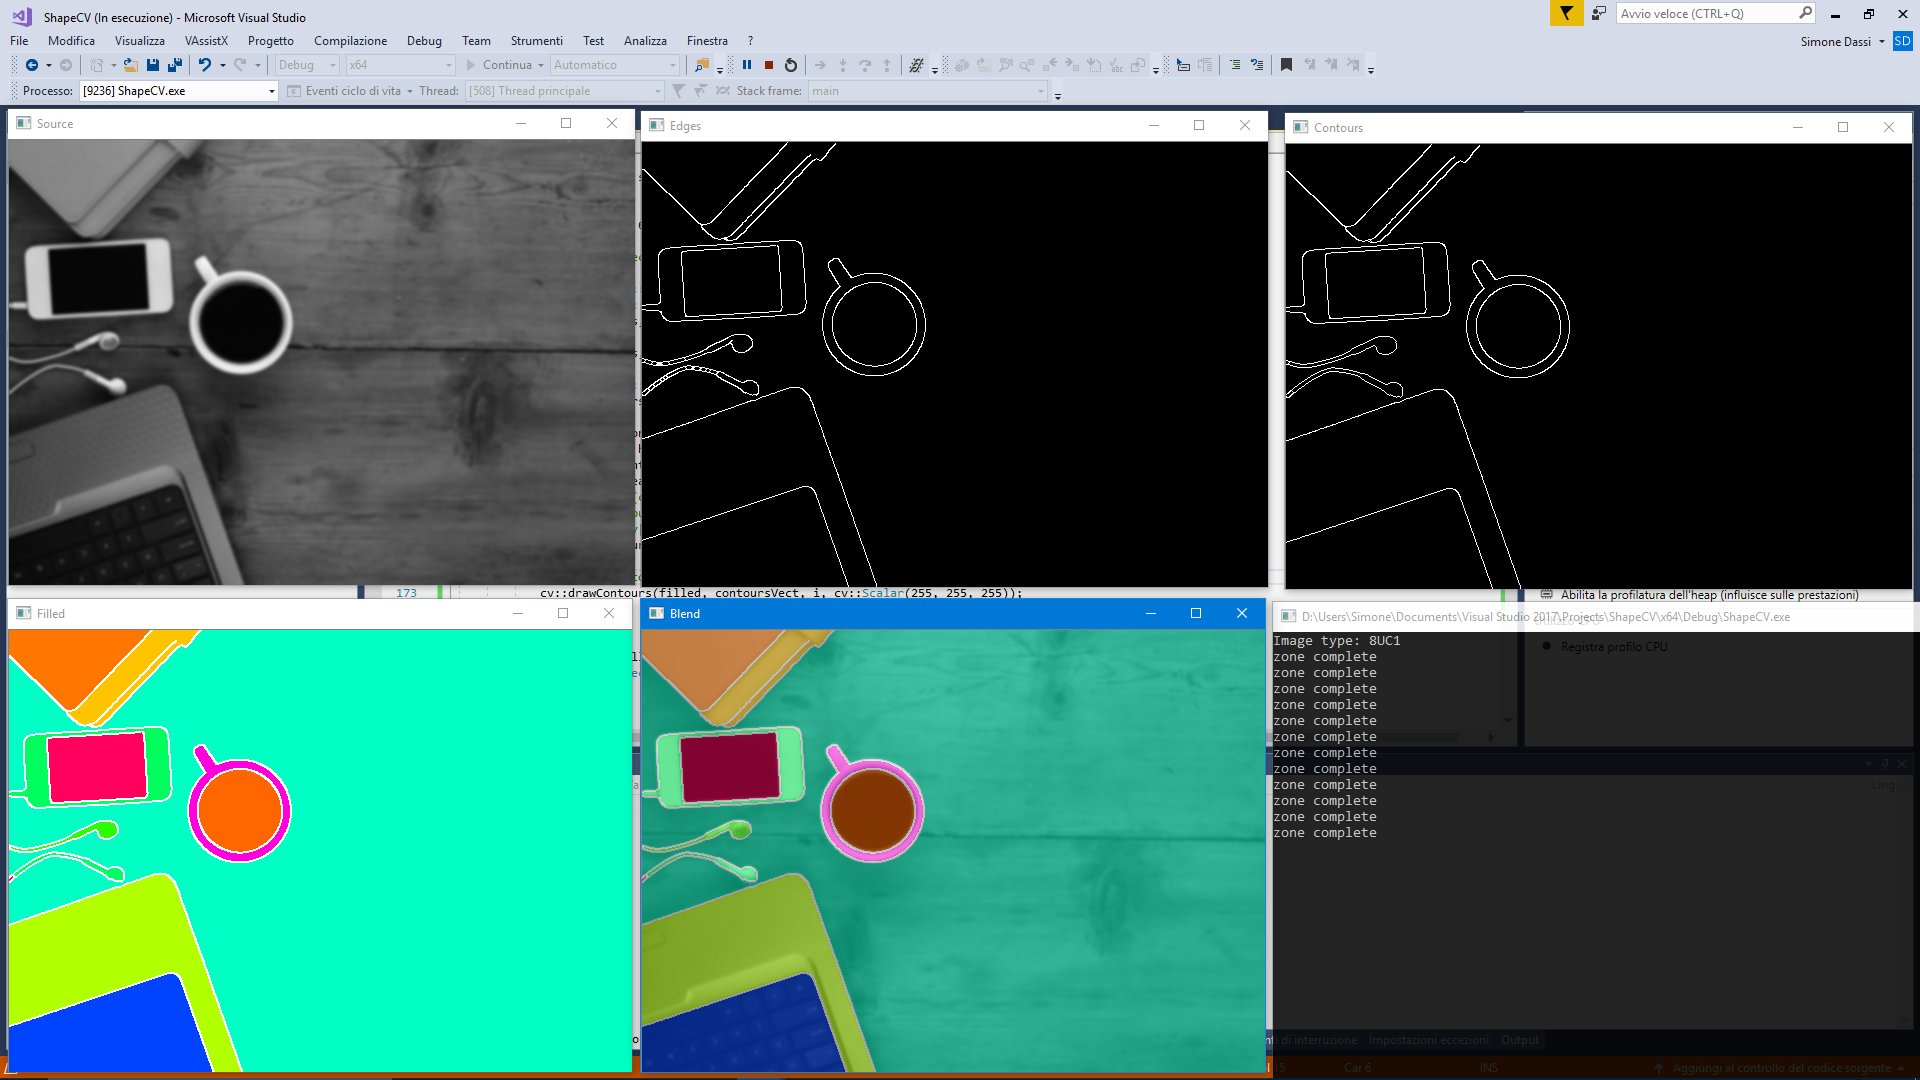 ShapeCV (In esecuzione) - Microsoft Visual Studio
Avvio veloce (CTRL+Q)
File Modifica Visualizza VAssistX Progetto Compilazione Debug Team Strumenti Test Analizza Finestra ?
Simone Dassi SD
Debug x64 Continua Automatico
Processo: [9236] ShapeCV.exe Eventi ciclo di vita Thread: [508] Thread principale Stack frame: main
Source
Edges
Contours
173 cv::drawContours(filled, contoursVect, i, cv::Scalar(255, 255, 255));
Abilita la profilatura dell'heap (influisce sulle prestazioni)
Filled
Blend
D:\Users\Simone\Documents\Visual Studio 2017\Projects\ShapeCV\x64\Debug\ShapeCV.exe
Image type: 8UC1
Registra profilo CPU
zone complete
zone complete
zone complete
zone complete
zone complete
zone complete
zone complete
zone complete
zone complete
zone complete
zone complete
zone complete
Ling
di interruzione Impostazioni eccezioni Output
15 Car 6 INS Aggiungi al controllo del codice sorgente